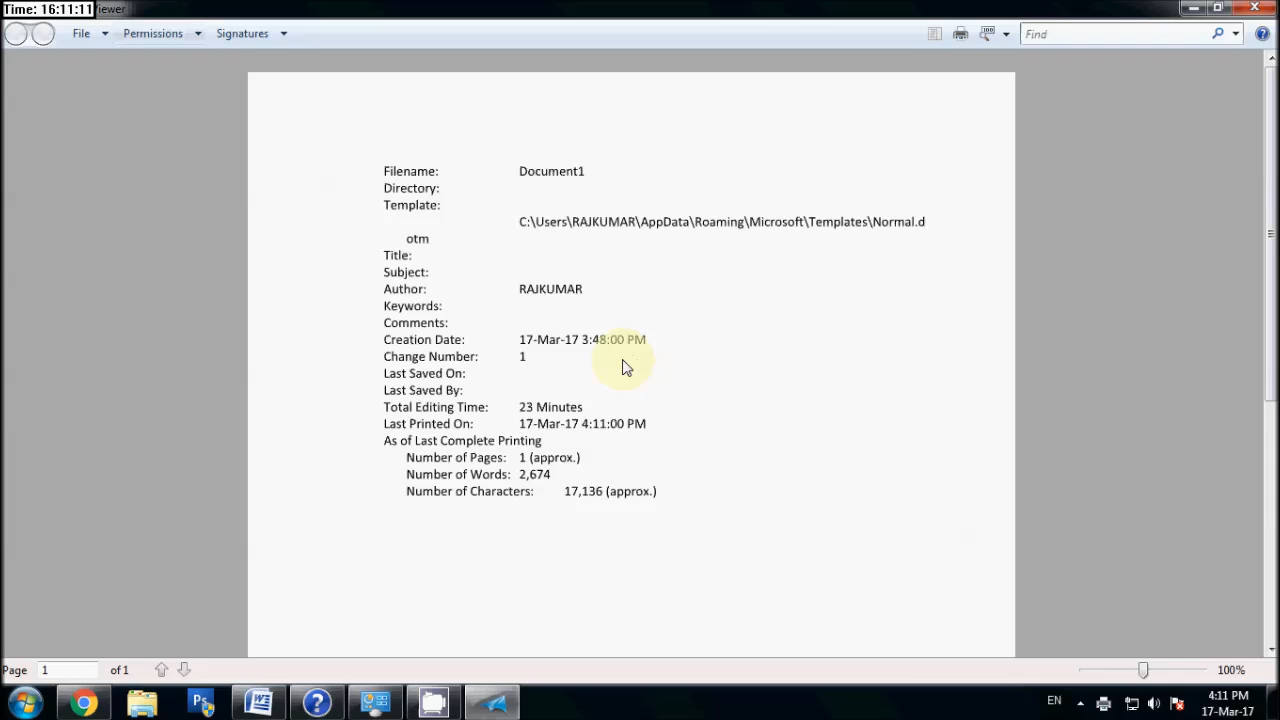 Time: 16:11:11 iewer
File Permissions Signatures Find
Filename: Document1
Directory:
Template:
C:\Users\RAJKUMAR\AppData\Roaming\Microsoft\Templates\Normal.d
otm
Title:
Subject:
Author: RAJKUMAR
Keywords:
Comments:
Creation Date: 17-Mar-17 3:48:00 PM
Change Number: 1
Last Saved On:
Last Saved By:
Total Editing Time: 23 Minutes
Last Printed On: 17-Mar-17 4:11:00 PM
As of Last Complete Printing
Number of Pages: 1 (approx.)
Number of Words: 2,674
Number of Characters: 17,136 (approx.)
Page 1 of 1 100%
EN 4:11 PM
17-Mar-17